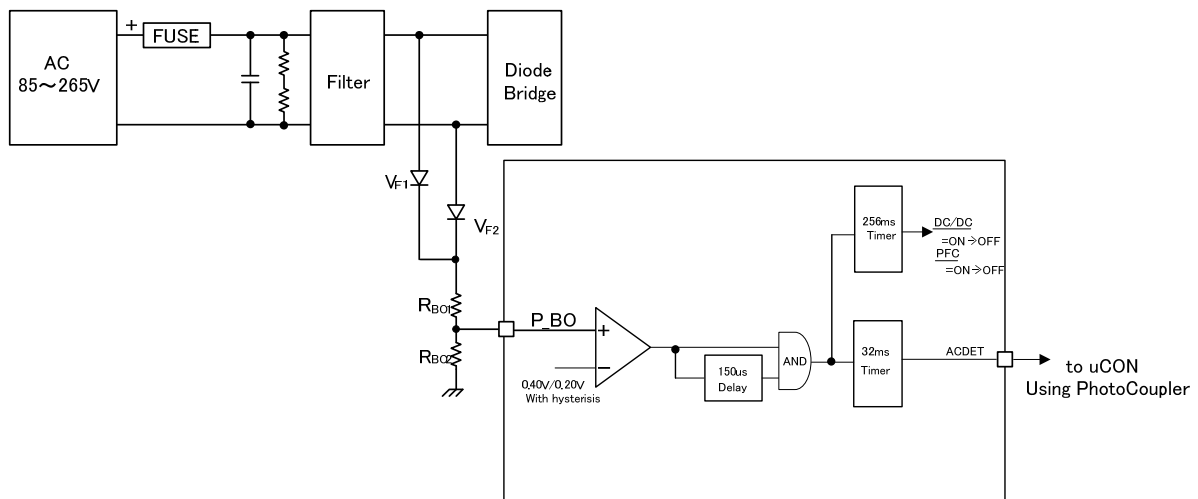 +
FUSE
AC
85～265V
Filter
Diode
Bridge
VF1
VF2
RBO1
RBO2
P_BO
+
−
0.40V/0.20V
With hysterisis
150us
Delay
AND
256ms
Timer
DC/DC
=ON→OFF
PFC
=ON→OFF
32ms
Timer
ACDET
to uCON
Using PhotoCoupler